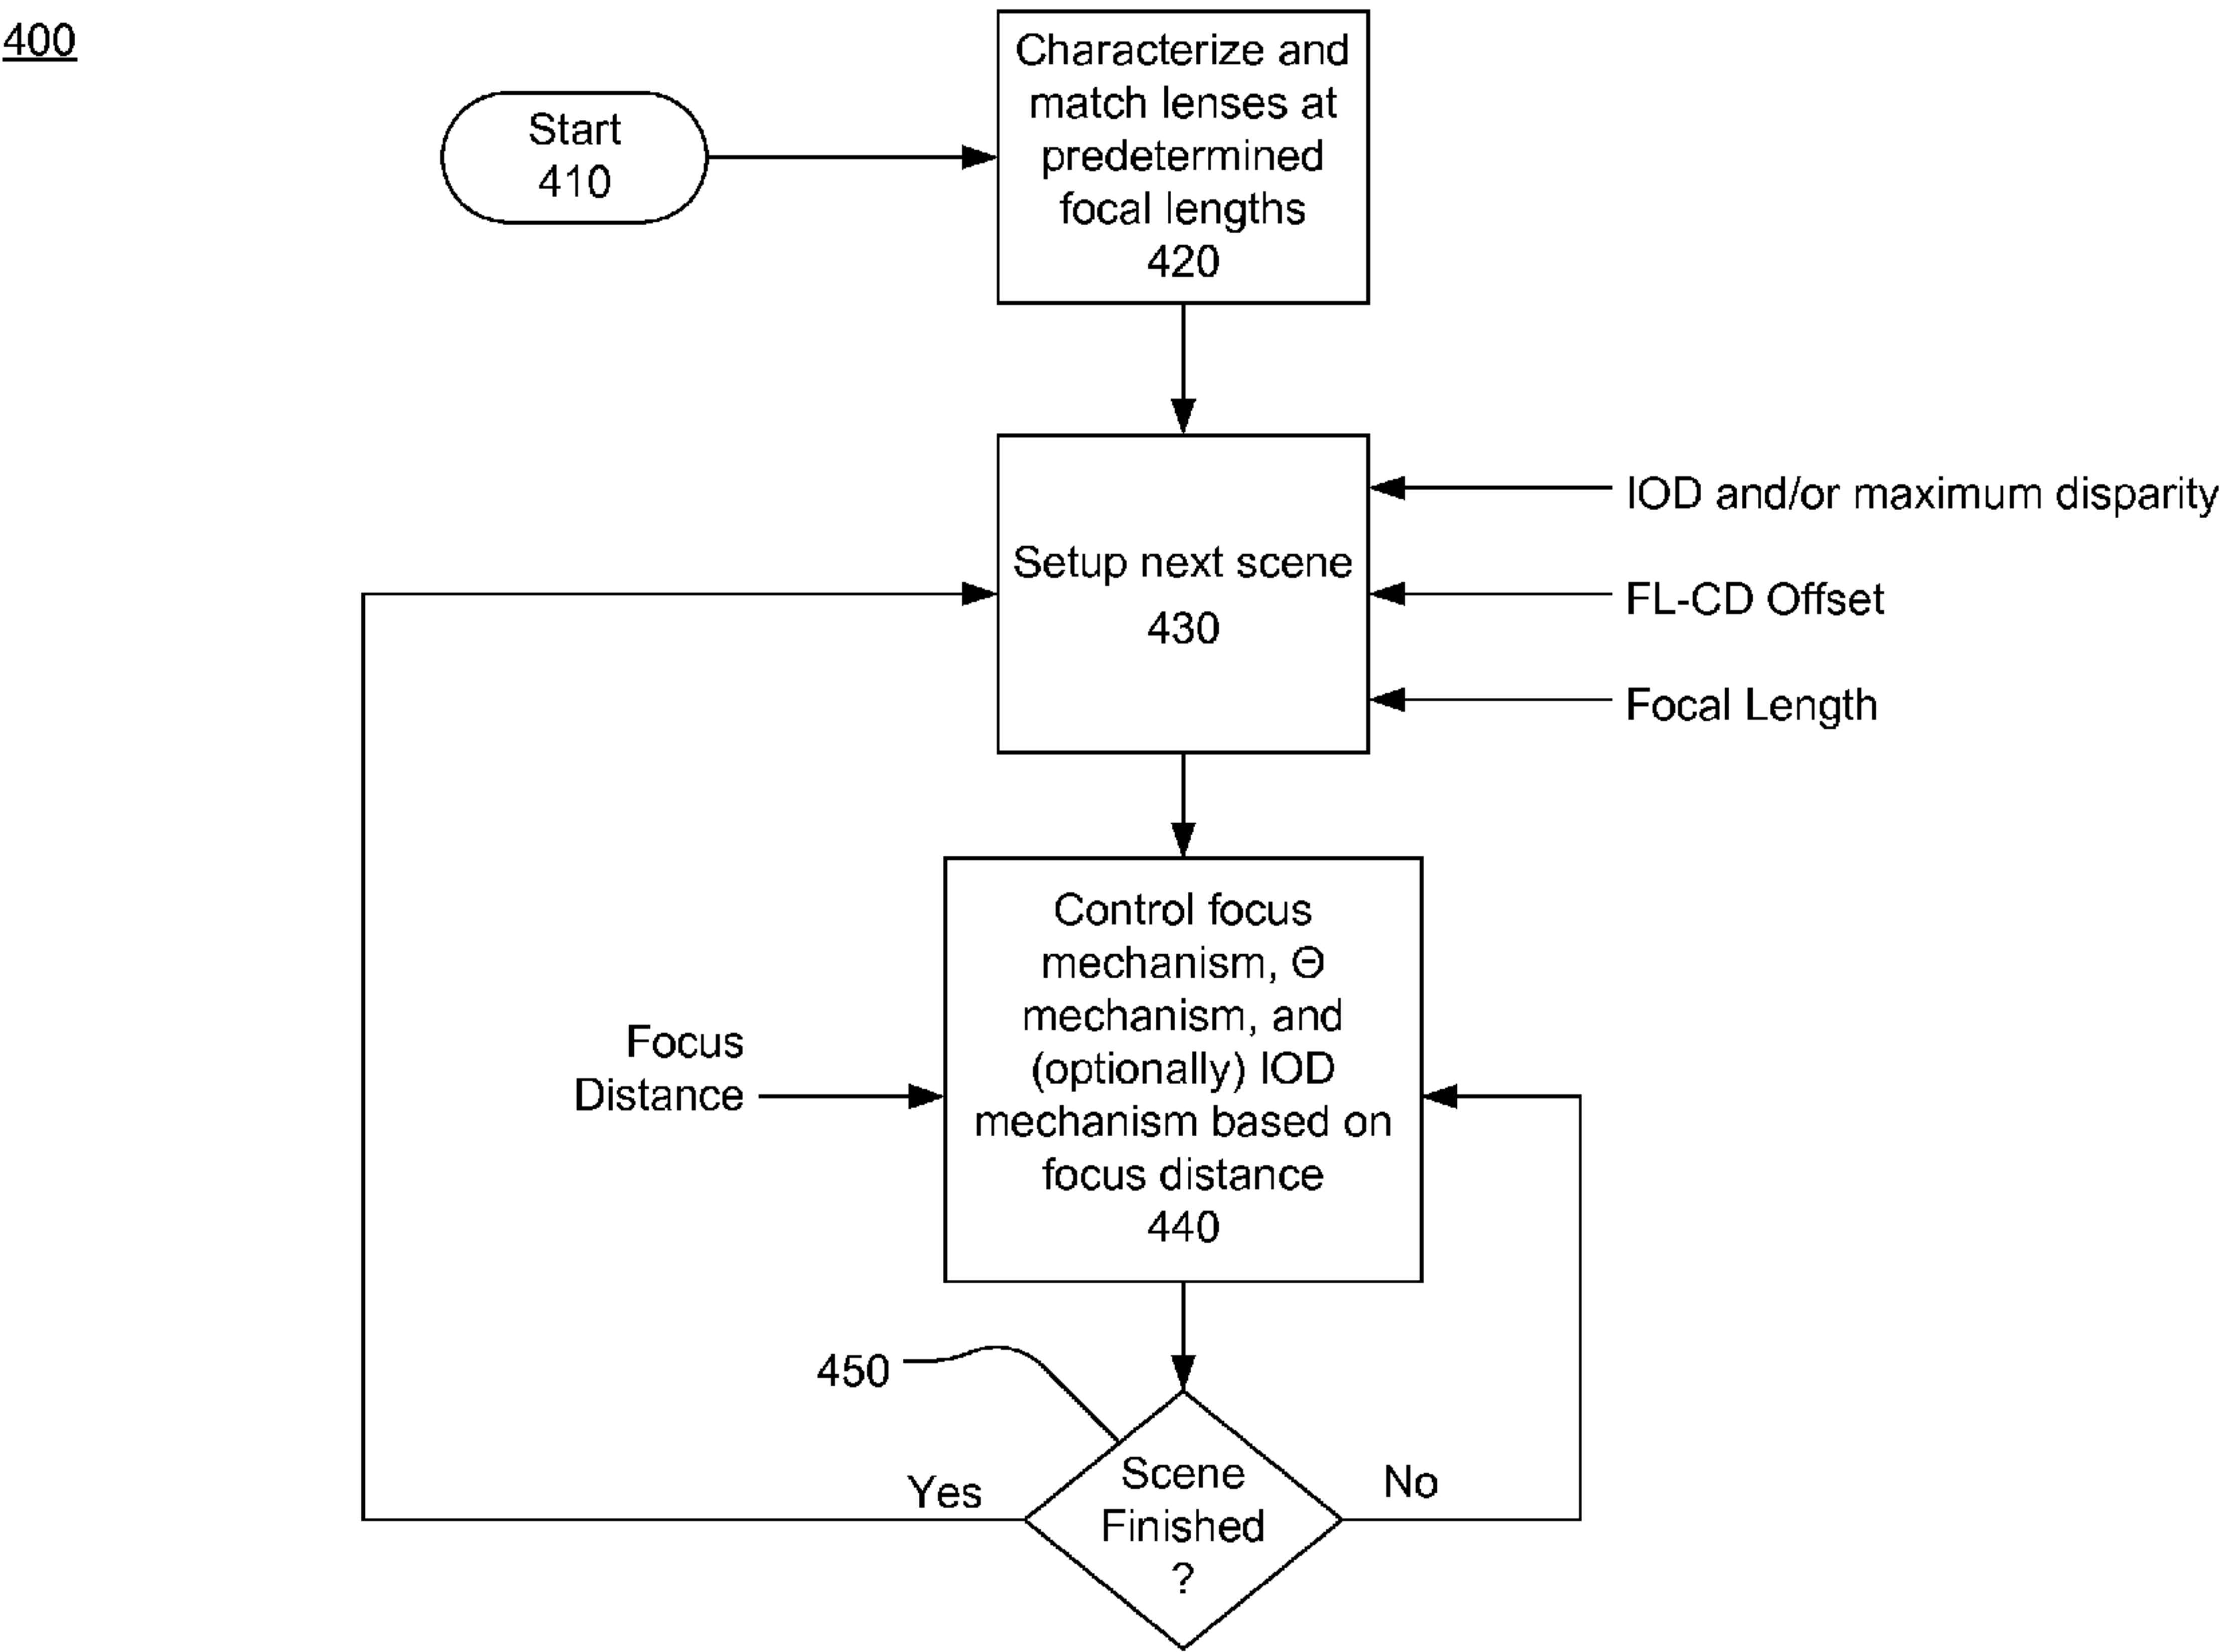 400
Start
410
Characterize and
match lenses at
predetermined
focal lengths
420
Setup next scene
430
IOD and/or maximum disparity
FL-CD Offset
Focal Length
Focus
Distance
Control focus
mechanism, Θ
mechanism, and
(optionally) IOD
mechanism based on
focus distance
440
450
Scene
Finished
?
Yes
No